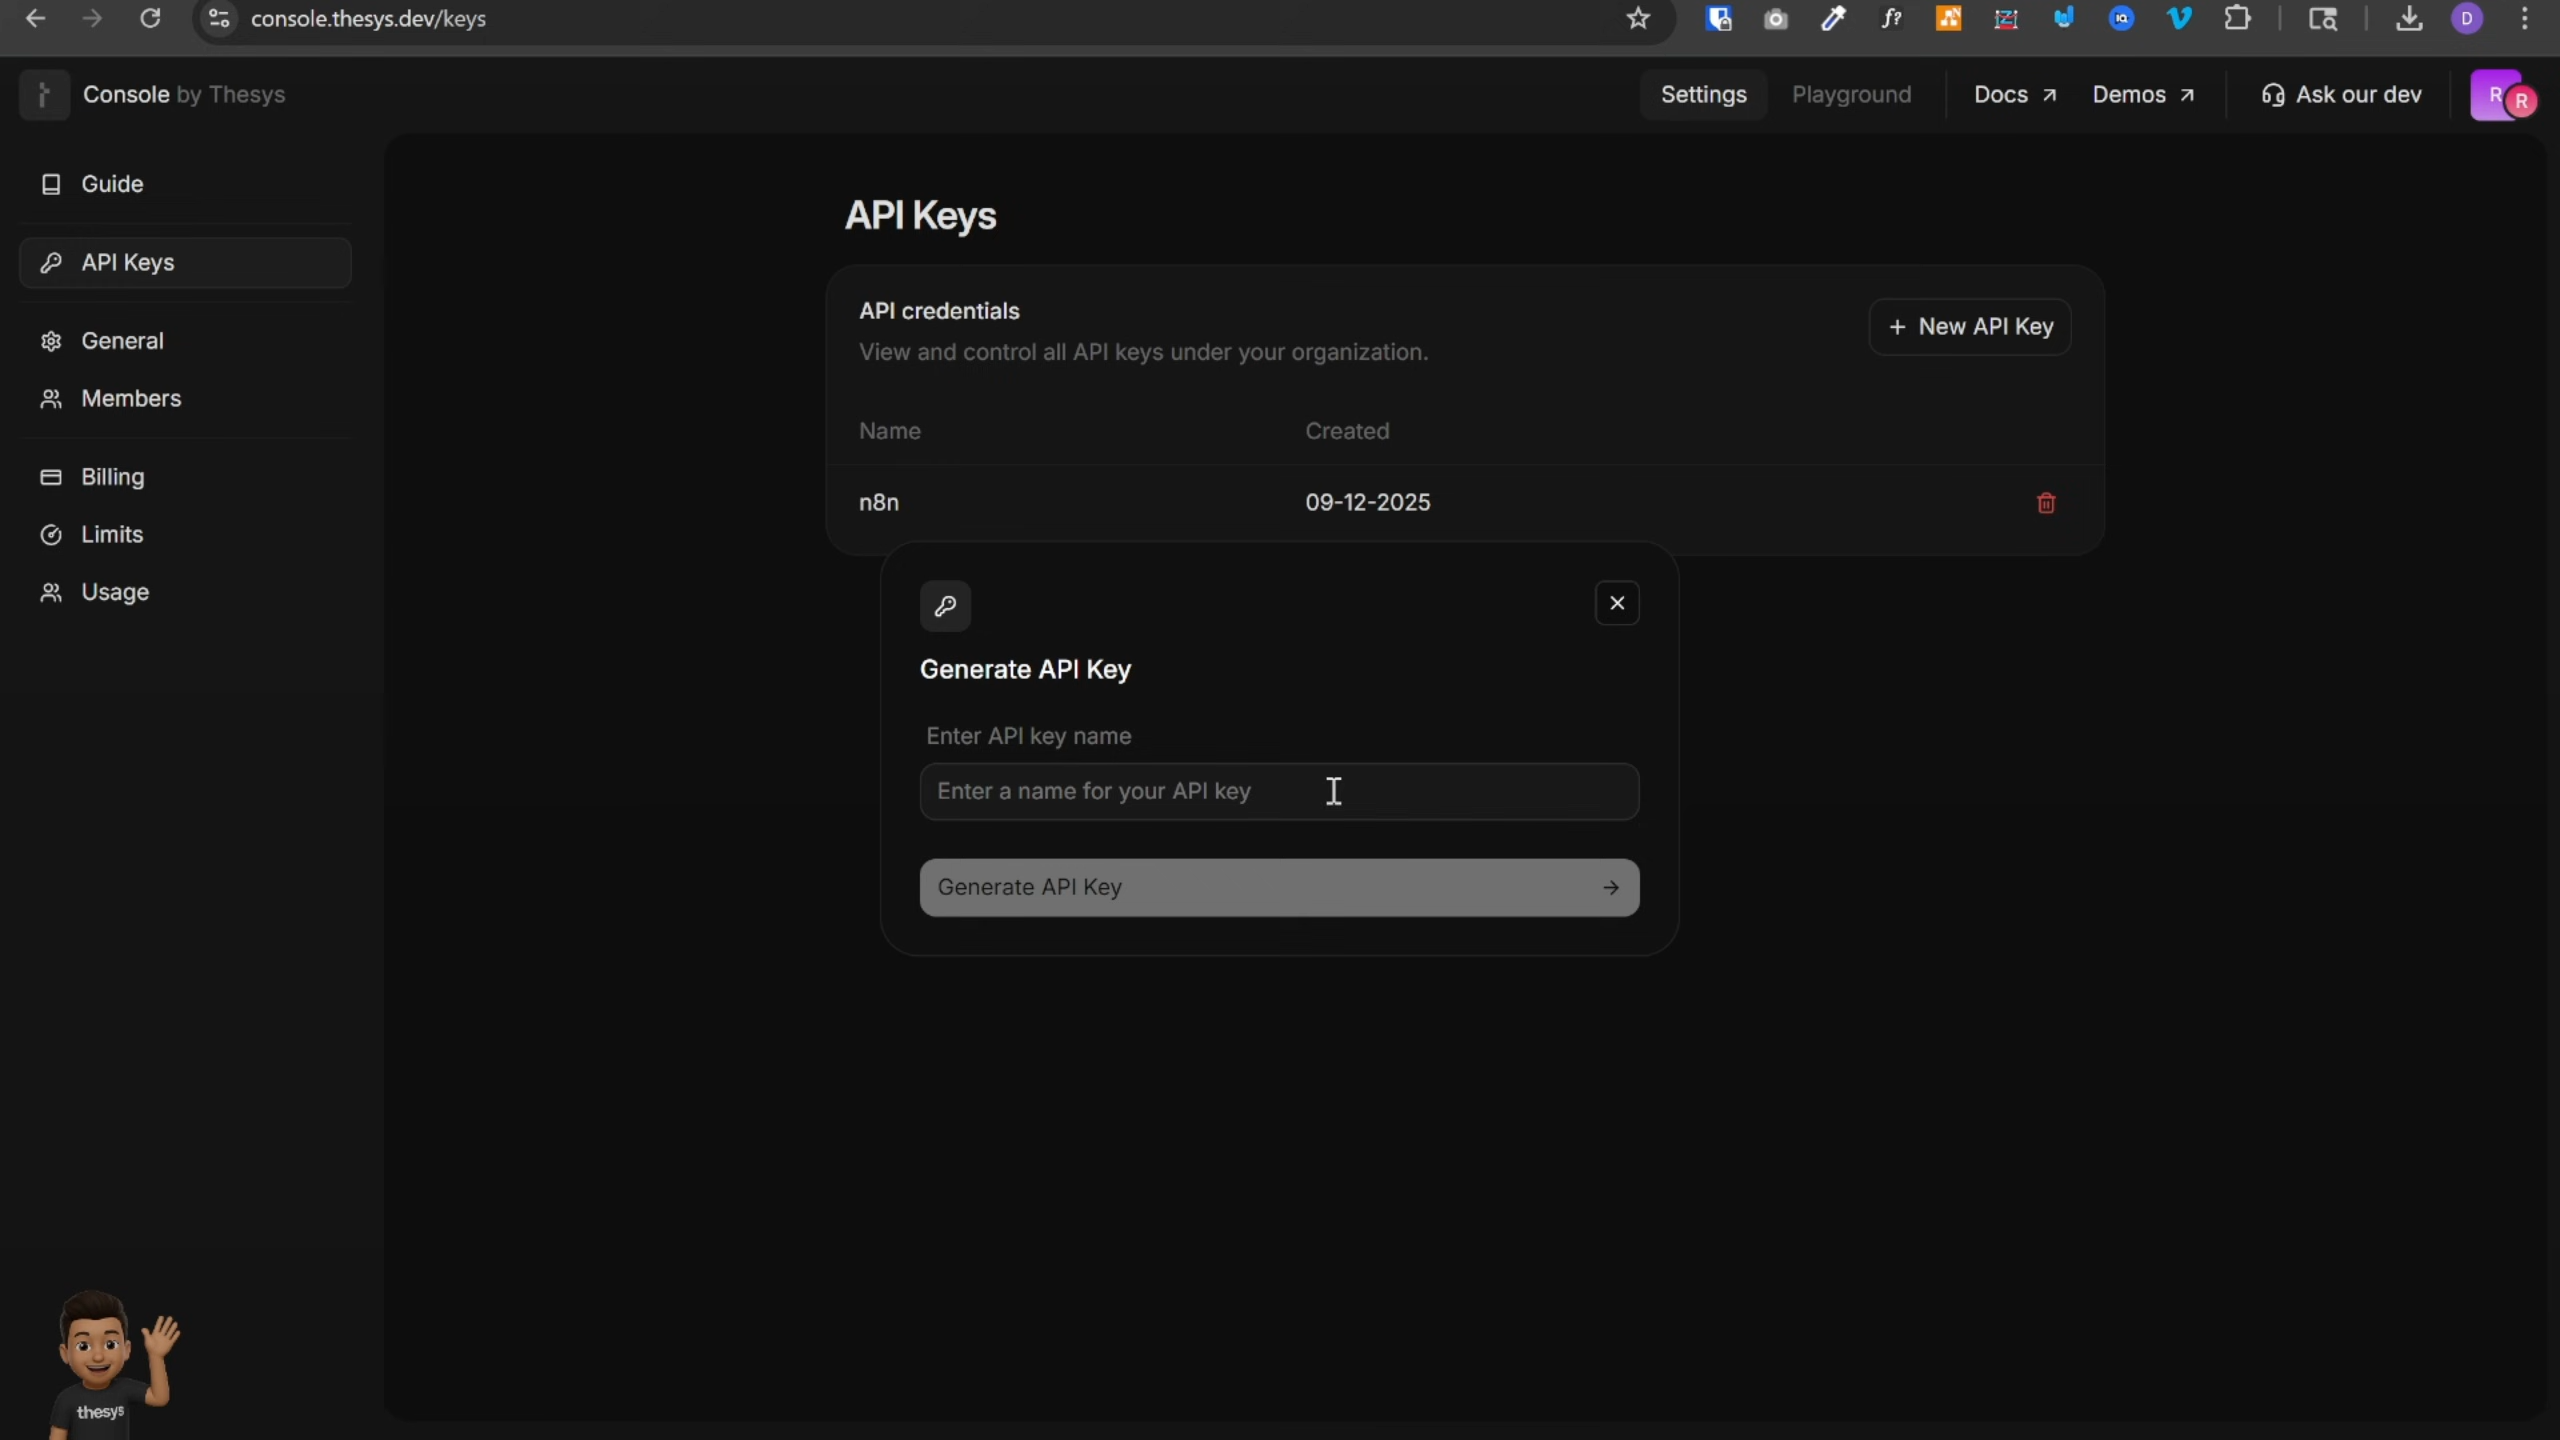 console.thesys.dev/keys
Console by Thesys
Settings
Playground
Docs
Demos
Ask our dev
R
R
D
Guide
API Keys
General
Members
Billing
Limits
Usage
API Keys
API credentials
+ New API Key
View and control all API keys under your organization.
Name Created
n8n 09-12-2025
Generate API Key
Enter API key name
Enter a name for your API key
Generate API Key
thesys